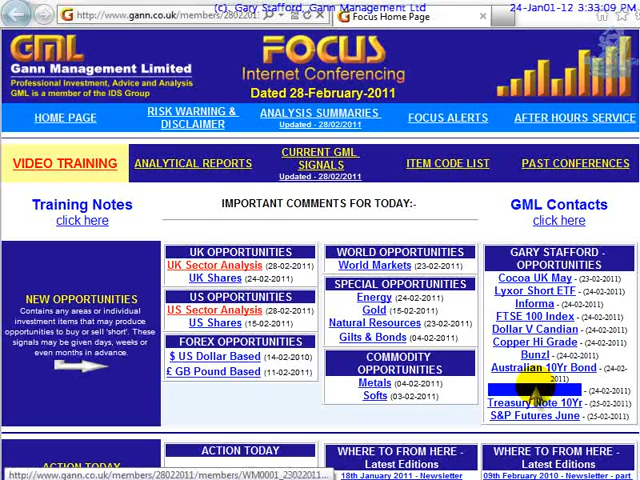 (c), Gary Stafford, Gann Management Ltd
24-Jan01-12 3:33:09 PM
http://www.gann.co.uk/members/2802201
Focus Home Page
GML
Gann Management Limited
Professional Investment, Advice and Analysis
GML is a member of the IDS Group
FOCUS
Internet Conferencing
Dated 28-February-2011
HOME PAGE
RISK WARNING &
DISCLAIMER
ANALYSIS SUMMARIES
Updated - 28/02/2011
FOCUS ALERTS
AFTER HOURS SERVICE
VIDEO TRAINING
ANALYTICAL REPORTS
CURRENT GML
SIGNALS
Updated - 28/02/2011
ITEM CODE LIST
PAST CONFERENCES
Training Notes
click here
IMPORTANT COMMENTS FOR TODAY:-
GML Contacts
click here
NEW OPPORTUNITIES
Contains any areas or individual
investment items that may produce
opportunities to buy or sell 'short'. These
signals may be given days, weeks or
even months in advance.
UK OPPORTUNITIES
UK Sector Analysis (28-02-2011)
UK Shares (24-02-2011)
US OPPORTUNITIES
US Sector Analysis (28-02-2011)
US Shares (15-02-2011)
FOREX OPPORTUNITIES
$ US Dollar Based (14-02-2010)
£ GB Pound Based (11-02-2011)
WORLD OPPORTUNITIES
World Markets (23-02-2011)
SPECIAL OPPORTUNITIES
Energy (24-02-2011)
Gold (15-02-2011)
Natural Resources (23-02-2011)
Gilts & Bonds (04-02-2011)
COMMODITY
OPPORTUNITIES
Metals (04-02-2011)
Softs (03-02-2011)
GARY STAFFORD -
OPPORTUNITIES
Cocoa UK May - (23-02-2011)
Lyxor Short ETF - (24-02-2011)
Informa - (24-02-2011)
FTSE 100 Index - (24-02-2011)
Dollar V Candian - (24-02-2011)
Copper Hi Grade - (24-02-2011)
Bunzl - (24-02-2011)
Australian 10Yr Bond - (24-02-
2011)
- (24-02-2011)
Treasury Note 10Yr - (25-02-2011)
S&P Futures June - (25-02-2011)
ACTION TODAY
WHERE TO FROM HERE -
Latest Editions
18th January 2011 - Newsletter
ACTION TODAY
WHERE TO FROM HERE -
Latest Editions
09th February 2010 - Newsletter - part
http://www.gann.co.uk/members/28022011/members/WM0001_23022011...